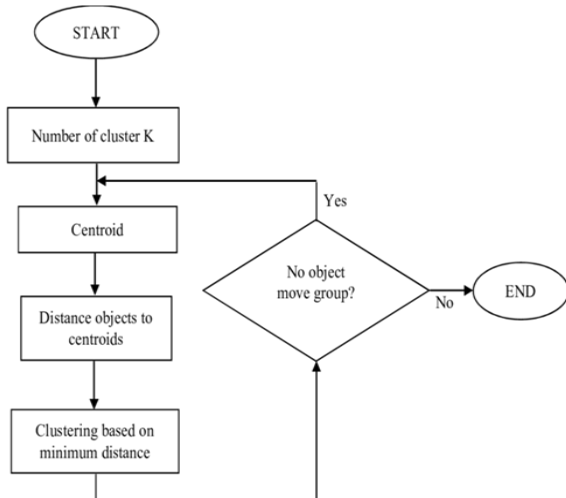 START
Number of cluster K
Yes
Centroid
No object
move group?
No
END
Distance objects to
centroids
Clustering based on
minimum distance